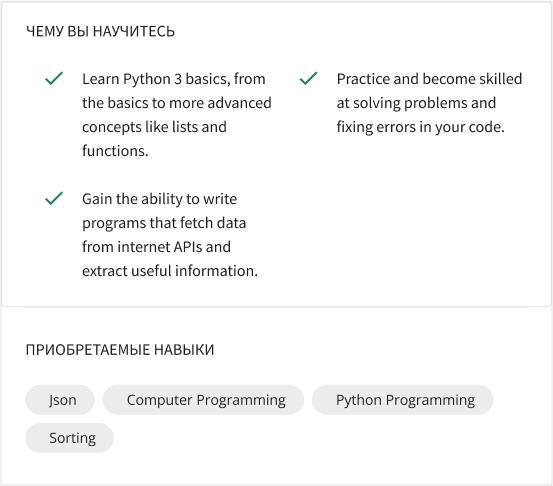 ЧЕМУ ВЫ НАУЧИТЕСЬ
Learn Python 3 basics, from
the basics to more advanced
concepts like lists and
functions.
Practice and become skilled
at solving problems and
fixing errors in your code.
Gain the ability to write
programs that fetch data
from internet APIs and
extract useful information.
ПРИОБРЕТАЕМЫЕ НАВЫКИ
Json
Computer Programming
Python Programming
Sorting